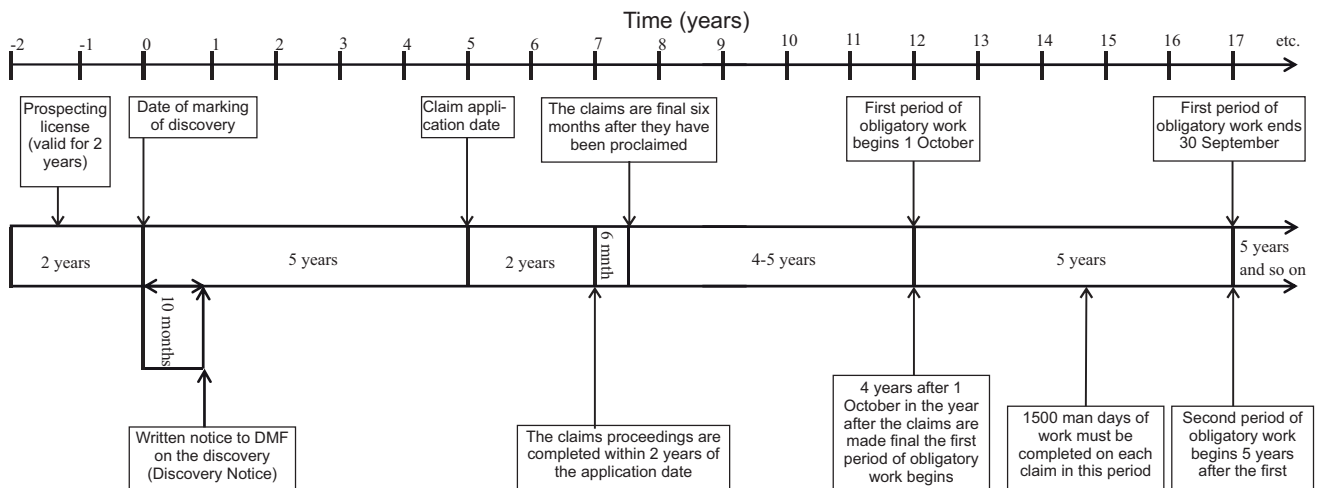 Time (years)
-2 -1 0 1 2 3 4 5 6 7 8 9 10 11 12 13 14 15 16 17 etc.
Prospecting
license
(valid for 2
years)
Date of marking
of discovery
Claim appli-
cation date
The claims are final six
months after they have
been proclaimed
First period of
obligatory work
begins 1 October
First period of
obligatory work ends
30 September
2 years
5 years
2 years
6 mnth
4-5 years
5 years
5 years
and so on
10 months
Written notice to DMF
on the discovery
(Discovery Notice)
The claims proceedings are
completed within 2 years of
the application date
4 years after 1
October in the year
after the claims are
made final the first
period of obligatory
work begins
1500 man days of
work must be
completed on each
claim in this period
Second period of
obligatory work
begins 5 years
after the first